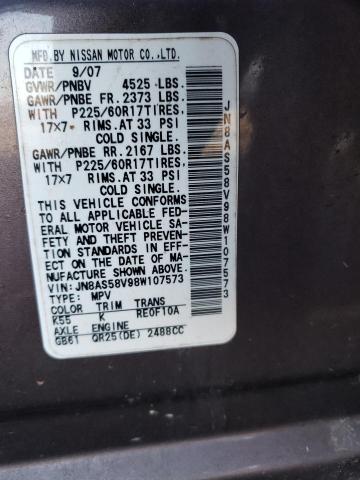 MFD.BY NISSAN MOTOR CO.,LTD.
DATE 9/07
GVWR/PNBV 4525 LBS.
GAWR/PNBE FR.2373 LBS.
WITH P225/60R17TIRES,
17X7 RIMS.AT 33 PSI
COLD SINGLE.
GAWR/PNBE RR.2167 LBS.
WITH P225/60R17TIRES,
17X7 RIMS.AT 33 PSI
COLD SINGLE.
THIS VEHICLE CONFORMS
TO ALL APPLICABLE FED-
ERAL MOTOR VEHICLE SA-
FETY AND THEFT PREVEN-
TION STANDARDS IN EFF-
ECT ON THE DATE OF MA-
NUFACTURE SHOWN ABOVE.
VIN: JN8AS58V98W107573
TYPE: MPV
COLOR TRIM TRANS
K55 K RE0F10A
AXLE ENGINE
GB61 QR25(DE) 2488CC
JN8AS58V98W107573